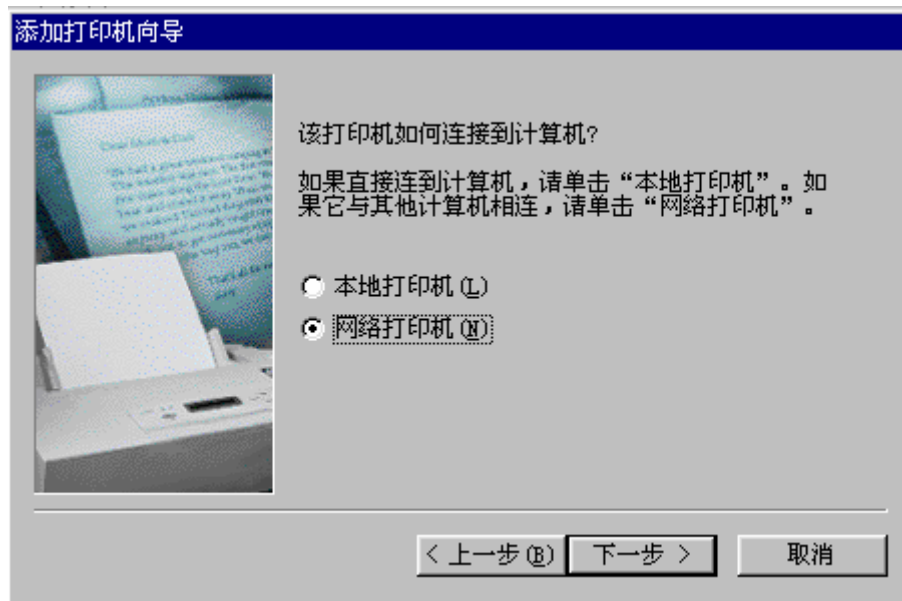 添加打印机向导
该打印机如何连接到计算机?
如果直接连到计算机，请单击“本地打印机”。如
果它与其他计算机相连，请单击“网络打印机”。
本地打印机(L)
网络打印机(N)
< 上一步(B)
下一步 >
取消